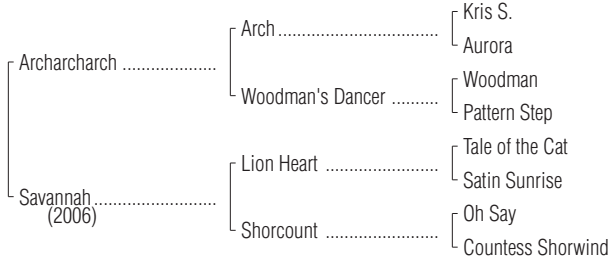 Kris S.
Arch
Aurora
Archarcharch
Woodman
Woodman's Dancer
Pattern Step
Tale of the Cat
Lion Heart
Satin Sunrise
Savannah
(2006)
Oh Say
Shorcount
Countess Shorwind